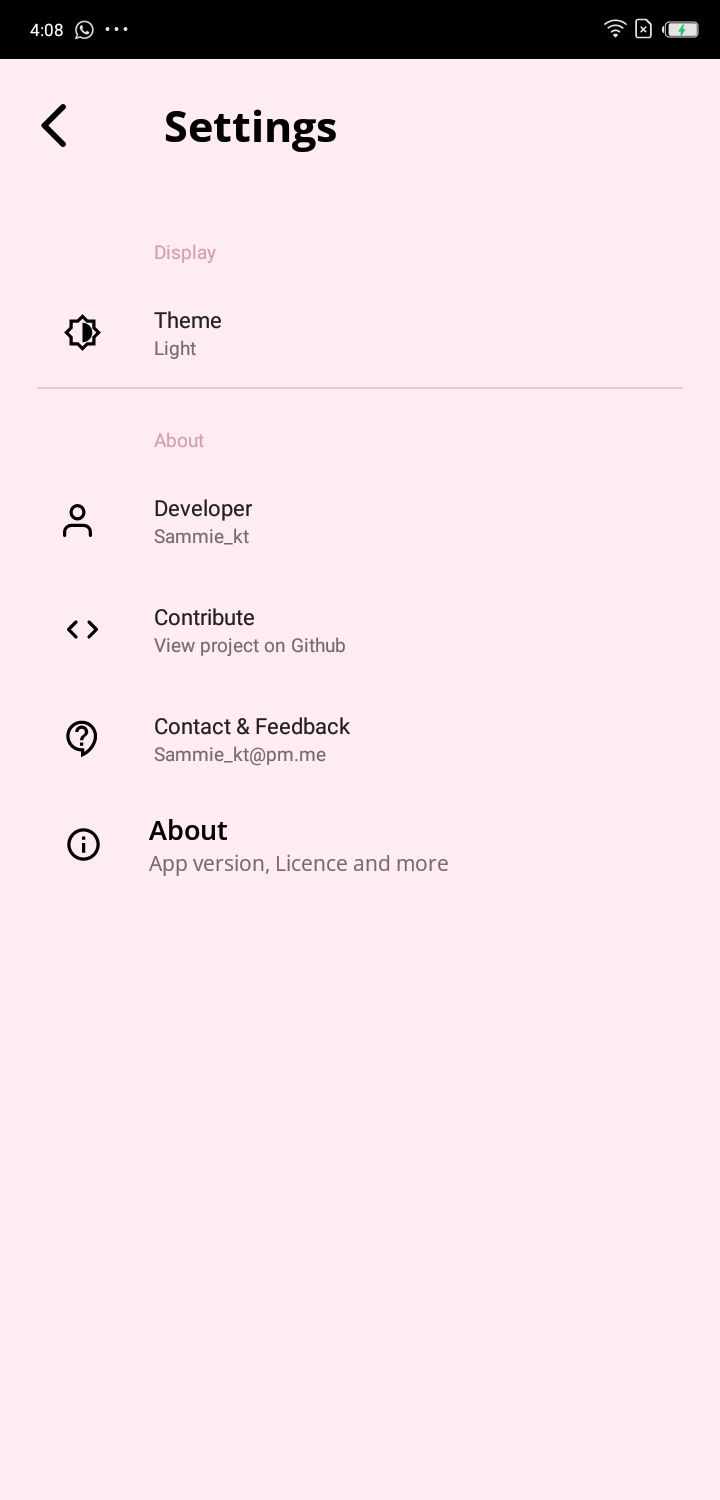 4:08
Settings
Display
Theme
Light
About
Developer
Sammie_kt
Contribute
View project on Github
Contact & Feedback
Sammie_kt@pm.me
About
App version, Licence and more